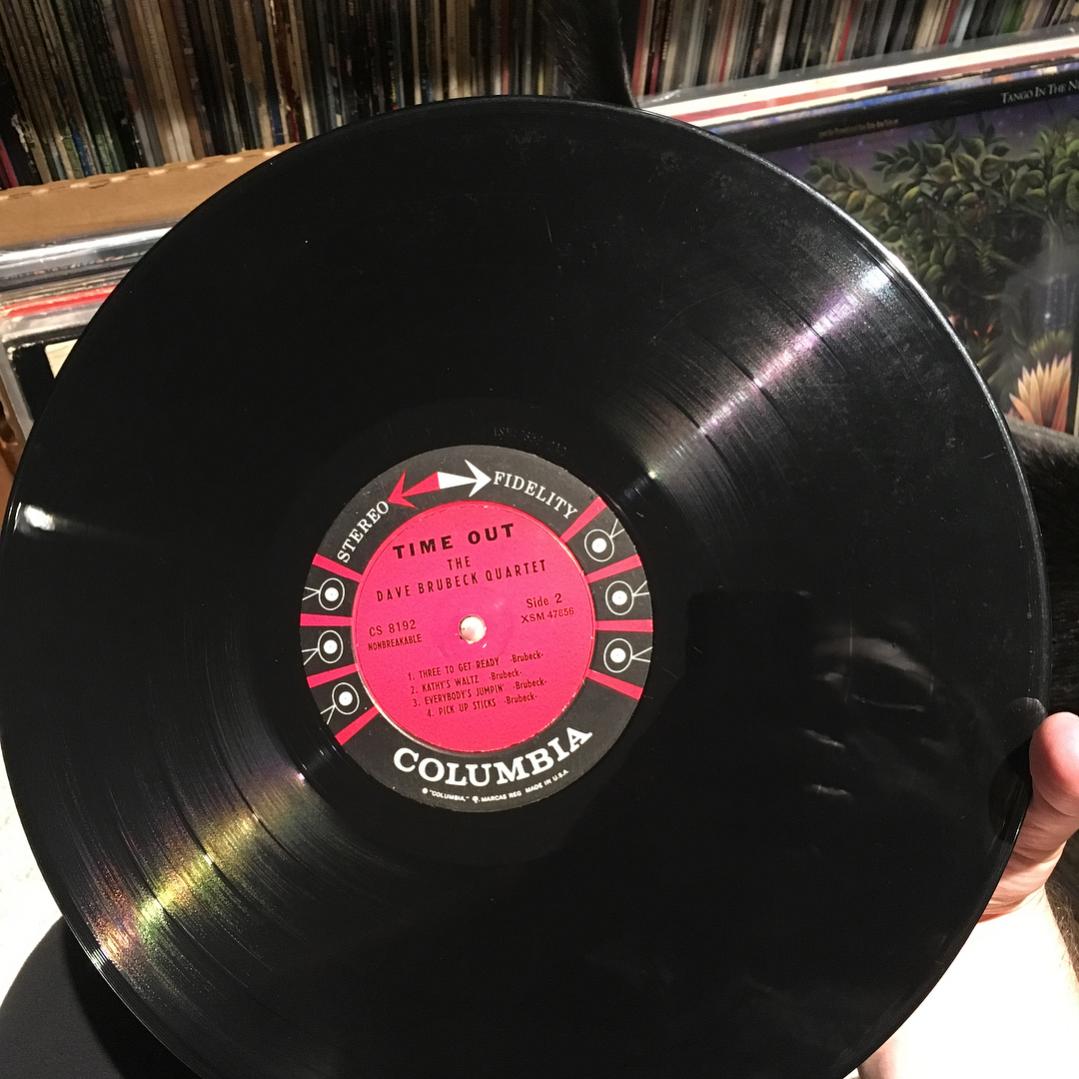 TANGO IN THE
STEREO FIDELITY
TIME OUT
THE
DAVE BRUBECK QUARTET
CS 8192
NONBREAKABLE
Side 2
XSM 47856
1. THREE TO GET READY -Brubeck-
2. KATHY'S WALTZ -Brubeck-
3. EVERYBODY'S JUMPIN' -Brubeck-
4. PICK UP STICKS -Brubeck-
COLUMBIA
"COLUMBIA," MARCAS REG MADE IN U.S.A.